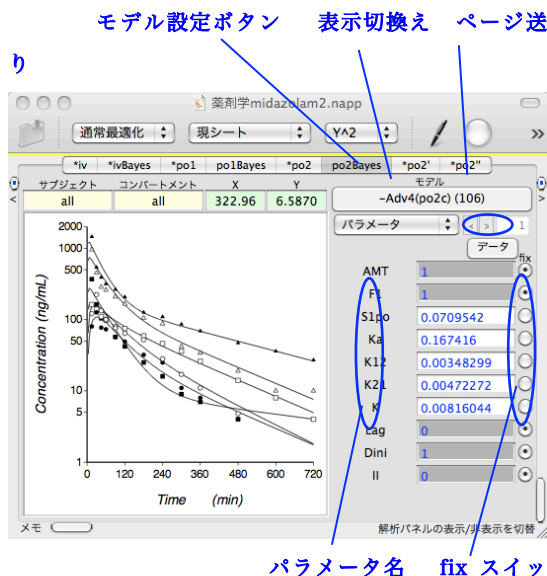 モデル設定ボタン 表示切換え ページ送
り
薬剤学midazolam2.napp
通常最適化 現シート Y^2 »
*iv *ivBayes *po1 po1Bayes *po2 po2Bayes *po2' *po2"
サブジェクト コンパートメント X Y モデル
all all 322.96 6.5870 -Adv4(po2c) (106)
パラメータ < > 1
データ
fix
AMT 1
F1 1
S1po 0.0709542
Ka 0.167416
K12 0.00348299
K21 0.00472272
K 0.00816044
Lag 0
Dini 1
II 0
Concentration (ng/mL)
2000
1000
500
100
50
10
5
1
0 120 240 360 480 600 720
Time (min)
メモ 解析パネルの表示/非表示を切替
パラメータ名 fix スイッ